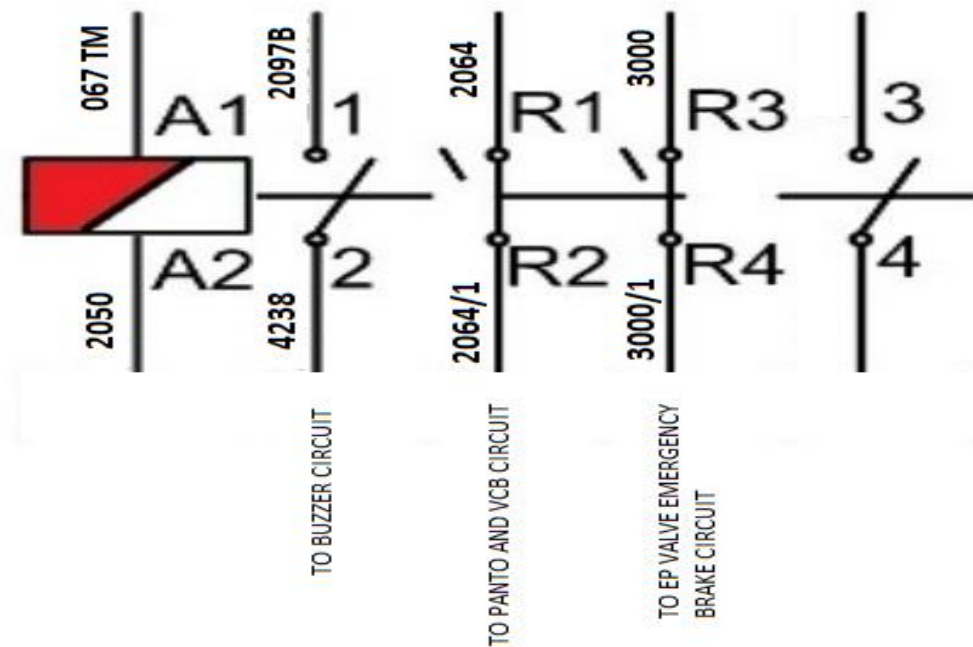 067 TM
A1
A2
2050
2097B
1
2
4238
TO BUZZER CIRCUIT
2064
R1
R2
2064/1
TO PANTO AND VCB CIRCUIT
3000
R3
R4
3000/1
TO EP VALVE EMERGENCY
BRAKE CIRCUIT
3
4